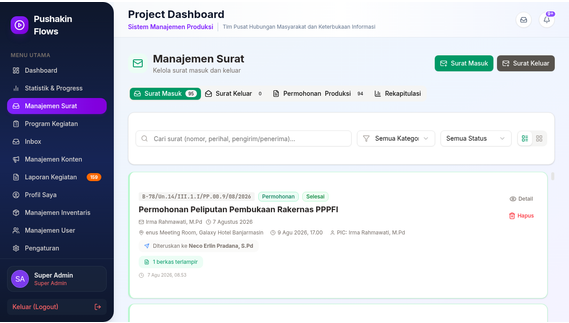 Pushakin
Flows
Project Dashboard
Sistem Manajemen Produksi | Tim Pusat Hubungan Masyarakat dan Keterbukaan Informasi
9+
MENU UTAMA
Dashboard
Statistik & Progress
Manajemen Surat
Program Kegiatan
Inbox
Manajemen Konten
Laporan Kegiatan
Profil Saya
Manajemen Inventaris
Manajemen User
Pengaturan
SA
Super Admin
Super Admin
Keluar (Logout)
Manajemen Surat
Kelola surat masuk dan keluar
Surat Masuk
Surat Keluar
Surat Masuk 95
Surat Keluar 0
Permohonan Produksi 94
Rekapitulasi
Cari surat (nomor, perihal, pengirim/penerima)...
Semua Kategor
Semua Status
B-78/Un.14/III.1.I/PP.00.9/08/2026
Permohonan
Selesai
Permohonan Peliputan Pembukaan Rakernas PPPFI
Irma Rahmawati, M.Pd
7 Agustus 2026
enus Meeting Room, Galaxy Hotel Banjarmasin
9 Agu 2026, 17.00
PIC: Irma Rahmawati, M.Pd
Diteruskan ke Neco Erlin Pradana, S.Pd
1 berkas terlampir
7 Agu 2026, 06.53
Detail
Hapus